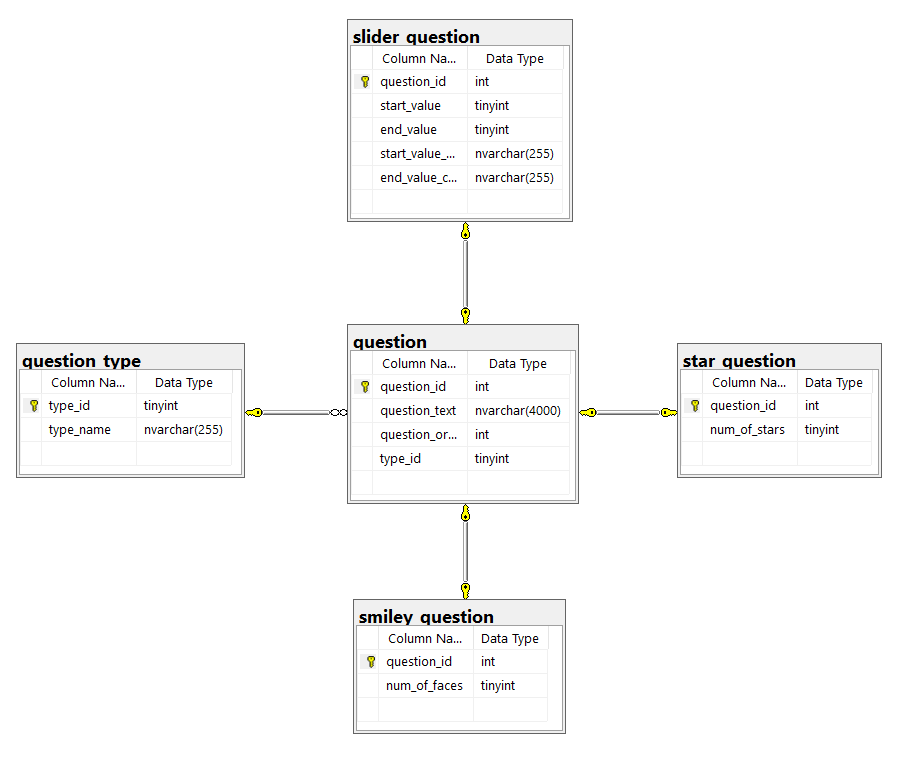 slider_question
Column Na... Data Type
question_id int
start_value tinyint
end_value tinyint
start_value_... nvarchar(255)
end_value_c... nvarchar(255)
question_type
Column Na... Data Type
type_id tinyint
type_name nvarchar(255)
question
Column Na... Data Type
question_id int
question_text nvarchar(4000)
question_or... int
type_id tinyint
star_question
Column Na... Data Type
question_id int
num_of_stars tinyint
smiley_question
Column Na... Data Type
question_id int
num_of_faces tinyint